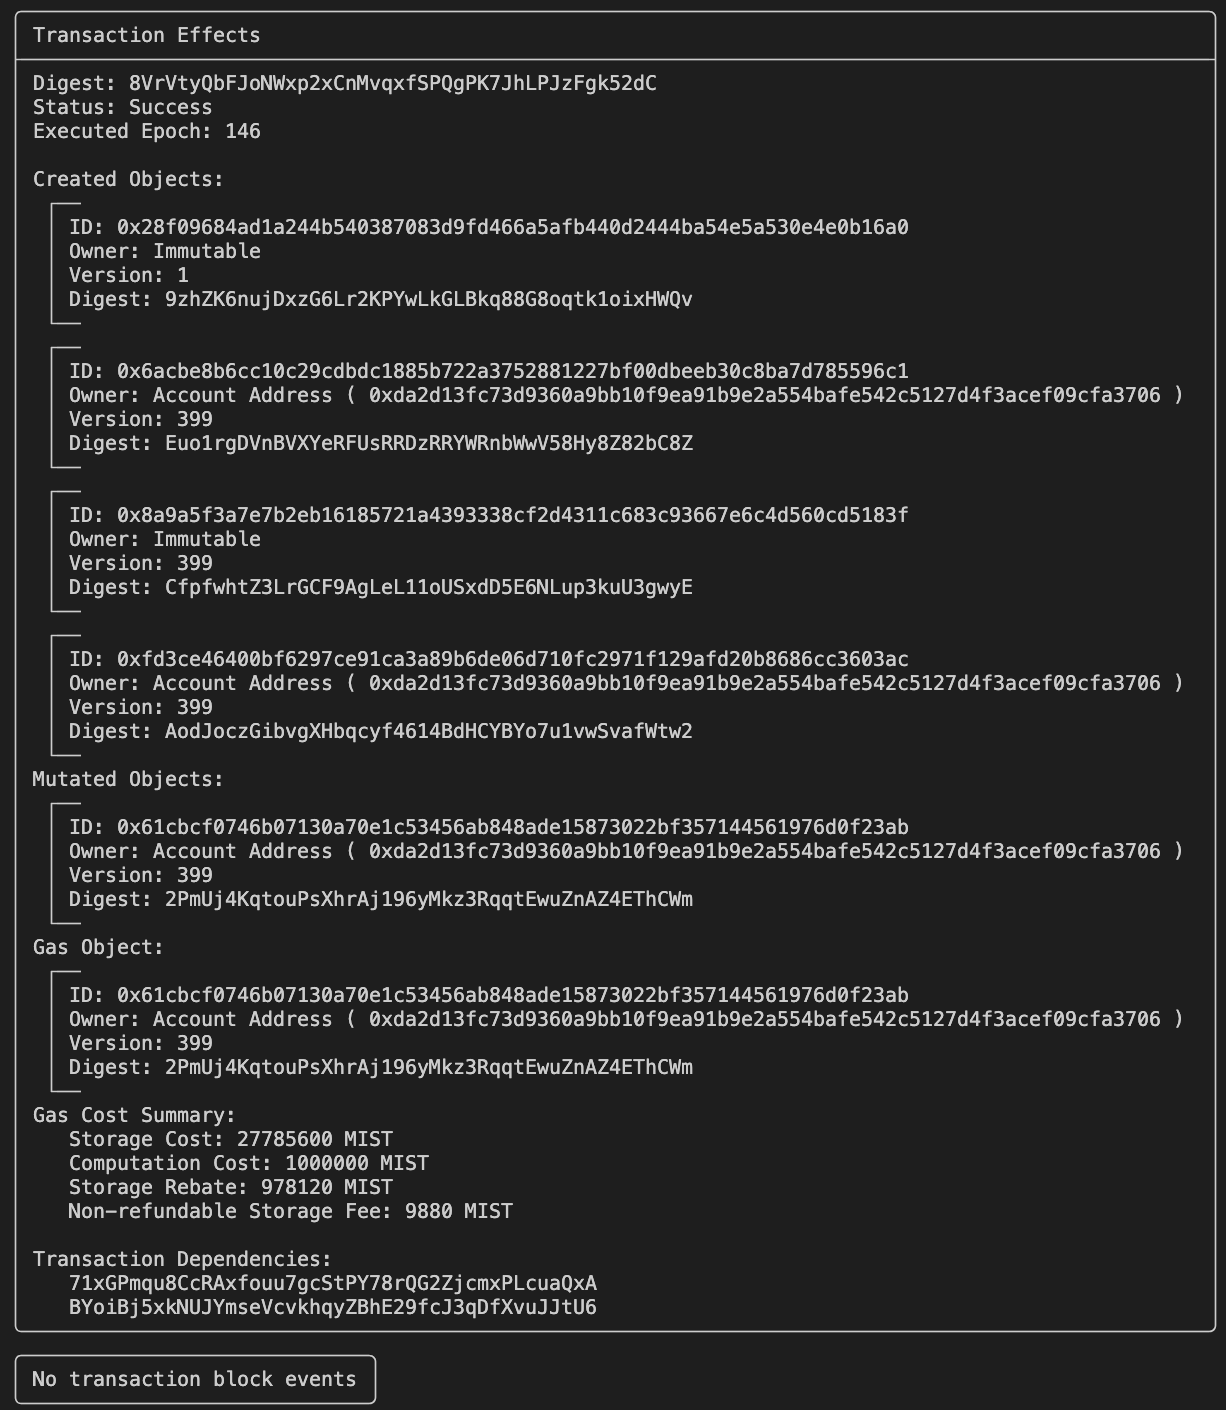 Transaction Effects
Digest: 8VrVtyQbFJoNWxp2xCnMvqxfSPQgPK7JhLPJzFgk52dC
Status: Success
Executed Epoch: 146
Created Objects:
ID: 0x28f09684ad1a244b540387083d9fd466a5afb440d2444ba54e5a530e4e0b16a0
Owner: Immutable
Version: 1
Digest: 9zhZK6nujDxzG6Lr2KPYwLkGLBkq88G8oqtk1oixHWQv
ID: 0x6acbe8b6cc10c29cdbdc1885b722a3752881227bf00dbeeb30c8ba7d785596c1
Owner: Account Address ( 0xda2d13fc73d9360a9bb10f9ea91b9e2a554bafe542c5127d4f3acef09cfa3706 )
Version: 399
Digest: Euo1rgDVnBVXYeRFUsRRDzRRYWRnbWwV58Hy8Z82bC8Z
ID: 0x8a9a5f3a7e7b2eb16185721a4393338cf2d4311c683c93667e6c4d560cd5183f
Owner: Immutable
Version: 399
Digest: CfpfwhtZ3LrGCF9AgLeL11oUSxdD5E6NLup3kuU3gwyE
ID: 0xfd3ce46400bf6297ce91ca3a89b6de06d710fc2971f129afd20b8686cc3603ac
Owner: Account Address ( 0xda2d13fc73d9360a9bb10f9ea91b9e2a554bafe542c5127d4f3acef09cfa3706 )
Version: 399
Digest: AodJoczGibvgXHbqcyf4614BdHCYBYo7u1vwSvafWtw2
Mutated Objects:
ID: 0x61cbcf0746b07130a70e1c53456ab848ade15873022bf357144561976d0f23ab
Owner: Account Address ( 0xda2d13fc73d9360a9bb10f9ea91b9e2a554bafe542c5127d4f3acef09cfa3706 )
Version: 399
Digest: 2PmUj4KqtouPsXhrAj196yMkz3RqqtEwuZnAZ4EThCWm
Gas Object:
ID: 0x61cbcf0746b07130a70e1c53456ab848ade15873022bf357144561976d0f23ab
Owner: Account Address ( 0xda2d13fc73d9360a9bb10f9ea91b9e2a554bafe542c5127d4f3acef09cfa3706 )
Version: 399
Digest: 2PmUj4KqtouPsXhrAj196yMkz3RqqtEwuZnAZ4EThCWm
Gas Cost Summary:
Storage Cost: 27785600 MIST
Computation Cost: 1000000 MIST
Storage Rebate: 978120 MIST
Non-refundable Storage Fee: 9880 MIST
Transaction Dependencies:
71xGPmqu8CcRAxfouu7gcStPY78rQG2ZjcmxPLcuaQxA
BYoiBj5xkNUJYmseVcvkhqyZBhE29fcJ3qDfXvuJJtU6
No transaction block events